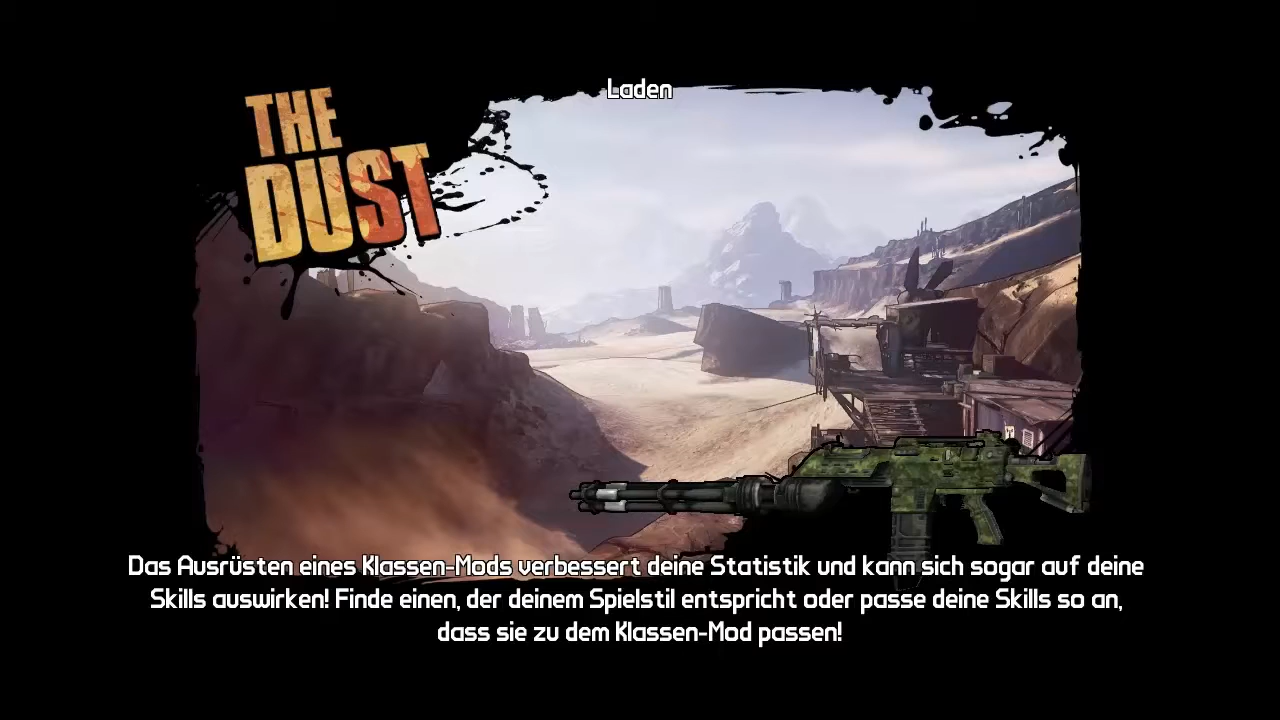 Laden
THE
DUST
Das Ausrüsten eines Klassen-Mods verbessert deine Statistik und kann sich sogar auf deine
Skills auswirken! Finde einen, der deinem Spielstil entspricht oder passe deine Skills so an,
dass sie zu dem Klassen-Mod passen!